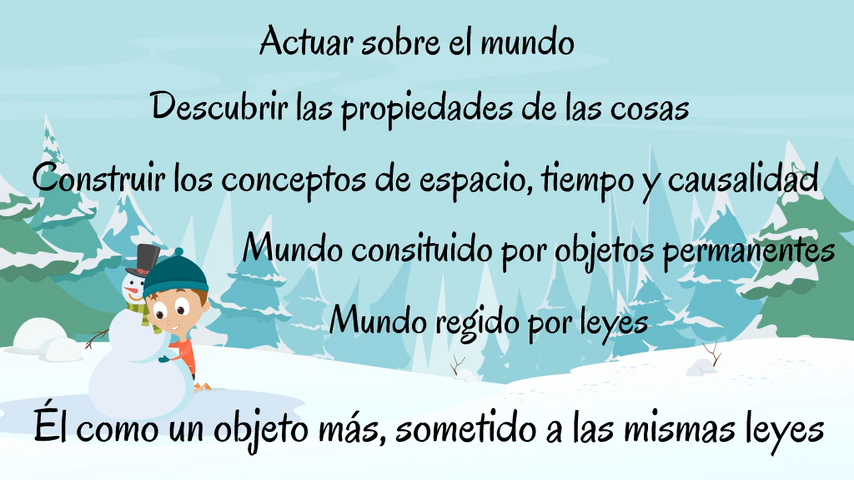 Actuar sobre el mundo
Descubrir las propiedades de las cosas
Construir los conceptos de espacio, tiempo y causalidad
Mundo consituido por objetos permanentes
Mundo regido por leyes
Él como un objeto más, sometido a las mismas leyes